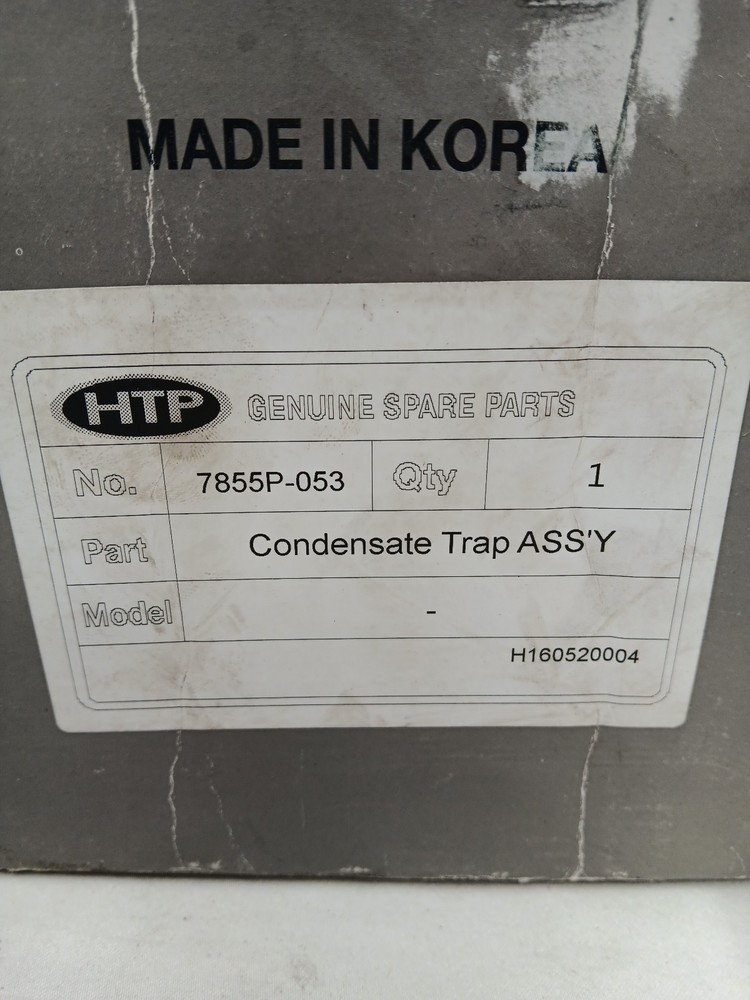 MADE IN KOREA
HTP GENUINE SPARE PARTS
No. 7855P-053 Qty 1
Part Condensate Trap ASS'Y
Model -
H160520004